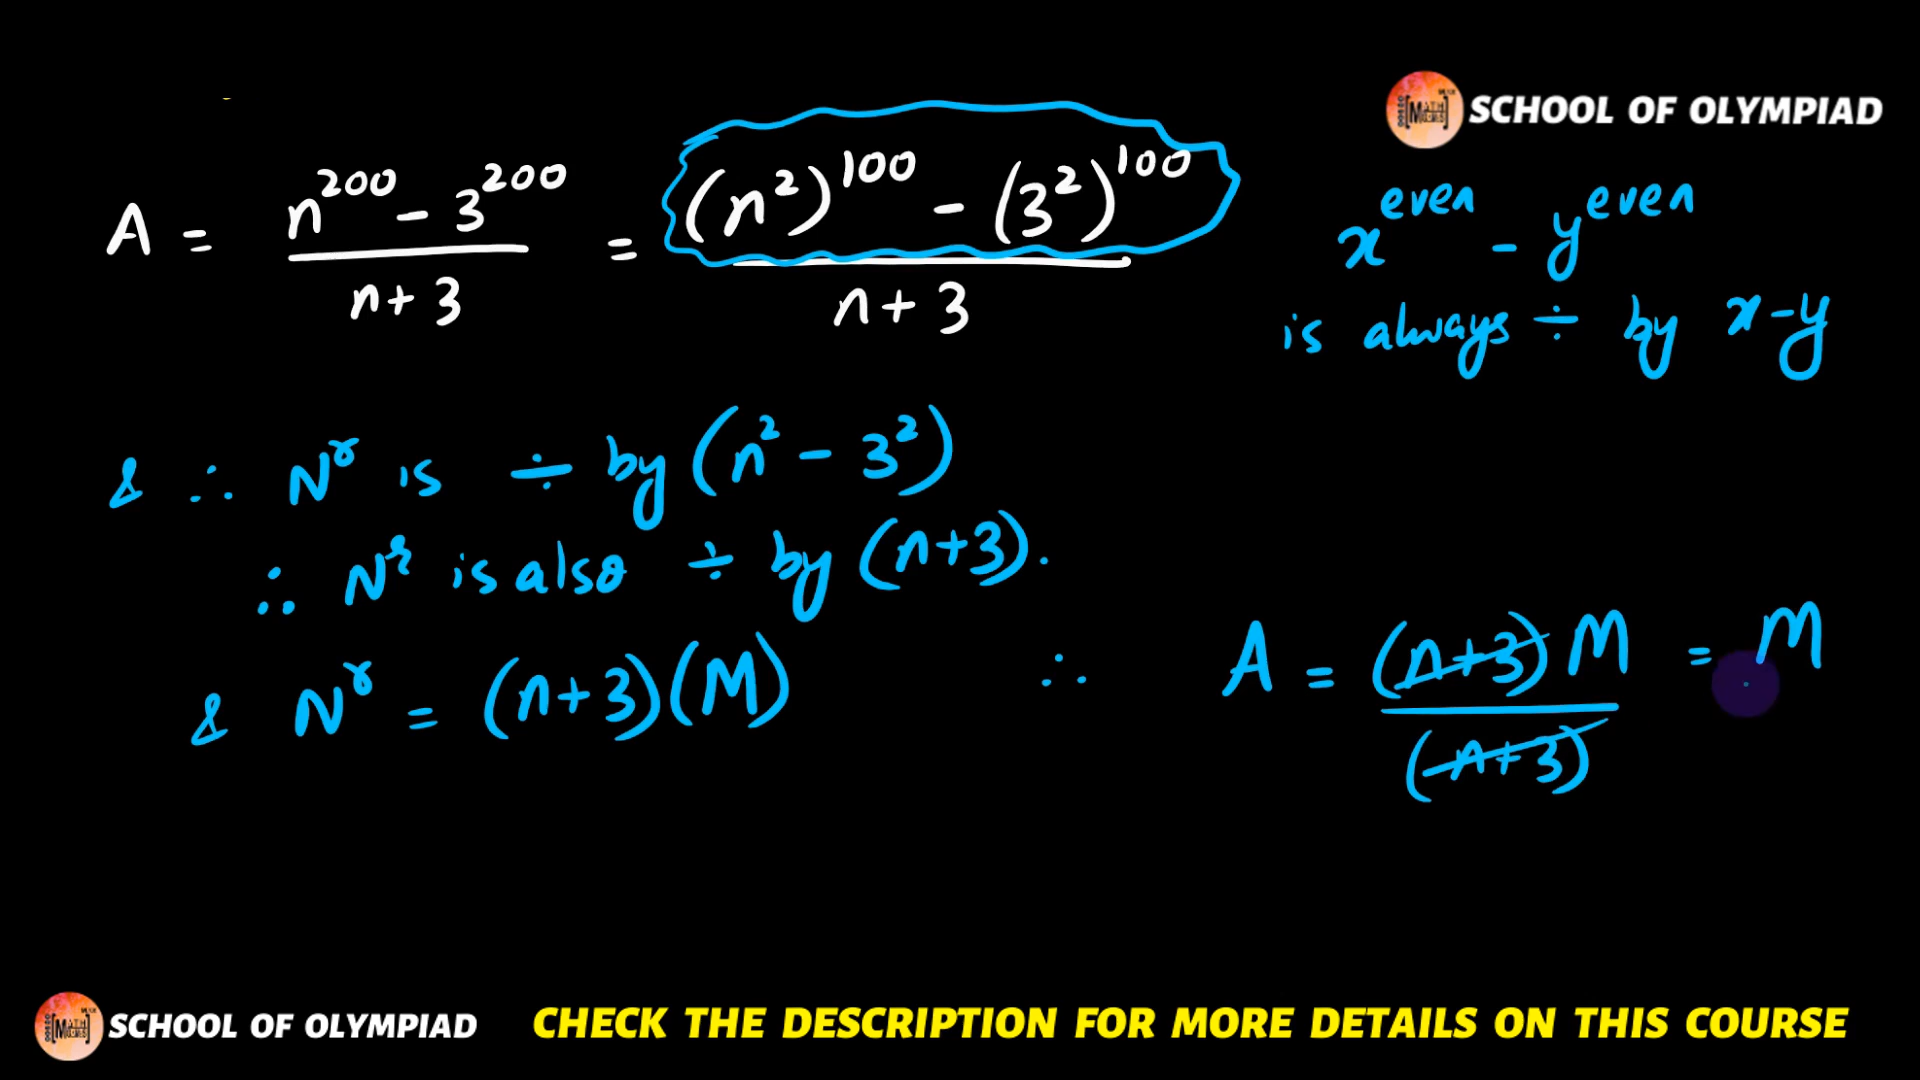 SCHOOL OF OLYMPIAD
A = n^200 - 3^200 / n+3 = (n^2)^100 - (3^2)^100 / n+3
x^even - y^even
is always ÷ by x-y
& ∴ N^r is ÷ by (n^2 - 3^2)
∴ N^r is also ÷ by (n+3).
& N^r = (n+3)(M) ∴ A = (n+3) M / (n+3) = M
SCHOOL OF OLYMPIAD CHECK THE DESCRIPTION FOR MORE DETAILS ON THIS COURSE